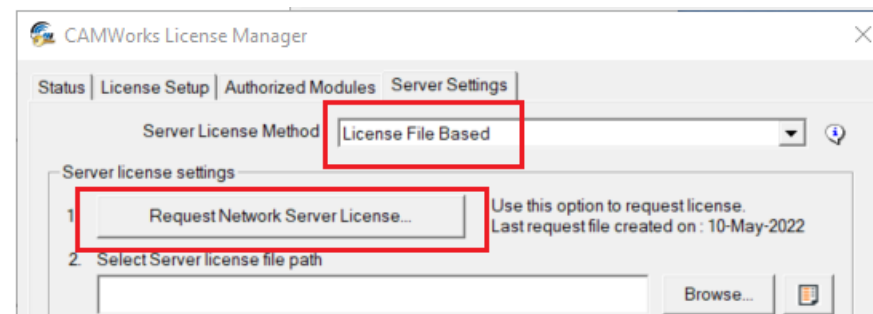 CAMWorks License Manager
Status License Setup Authorized Modules Server Settings
Server License Method License File Based
Server license settings
1. Request Network Server License... Use this option to request license.
Last request file created on : 10-May-2022
2. Select Server license file path
Browse...